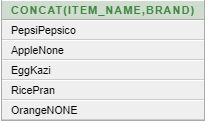 CONCAT(ITEM_NAME,BRAND)
PepsiPepsico
AppleNone
EggKazi
RicePran
OrangeNONE